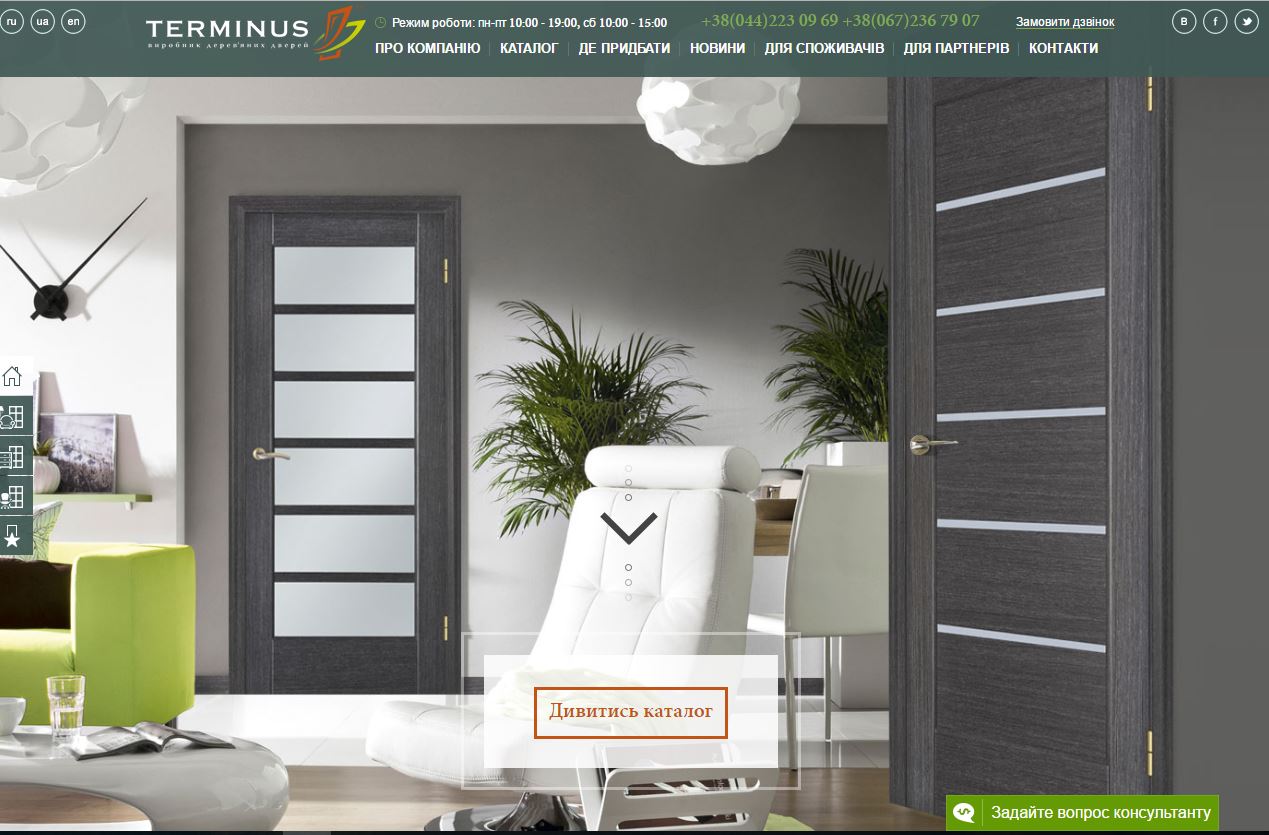 ru ua en
TERMINUS
виробник дерев'яних дверей
Режим роботи: пн-пт 10:00 - 19:00, сб 10:00 - 15:00
+38(044)223 09 69 +38(067)236 79 07
Замовити дзвінок
В f
ПРО КОМПАНІЮ КАТАЛОГ ДЕ ПРИДБАТИ НОВИНИ ДЛЯ СПОЖИВАЧІВ ДЛЯ ПАРТНЕРІВ КОНТАКТИ
Дивитись каталог
Задайте вопрос консультанту